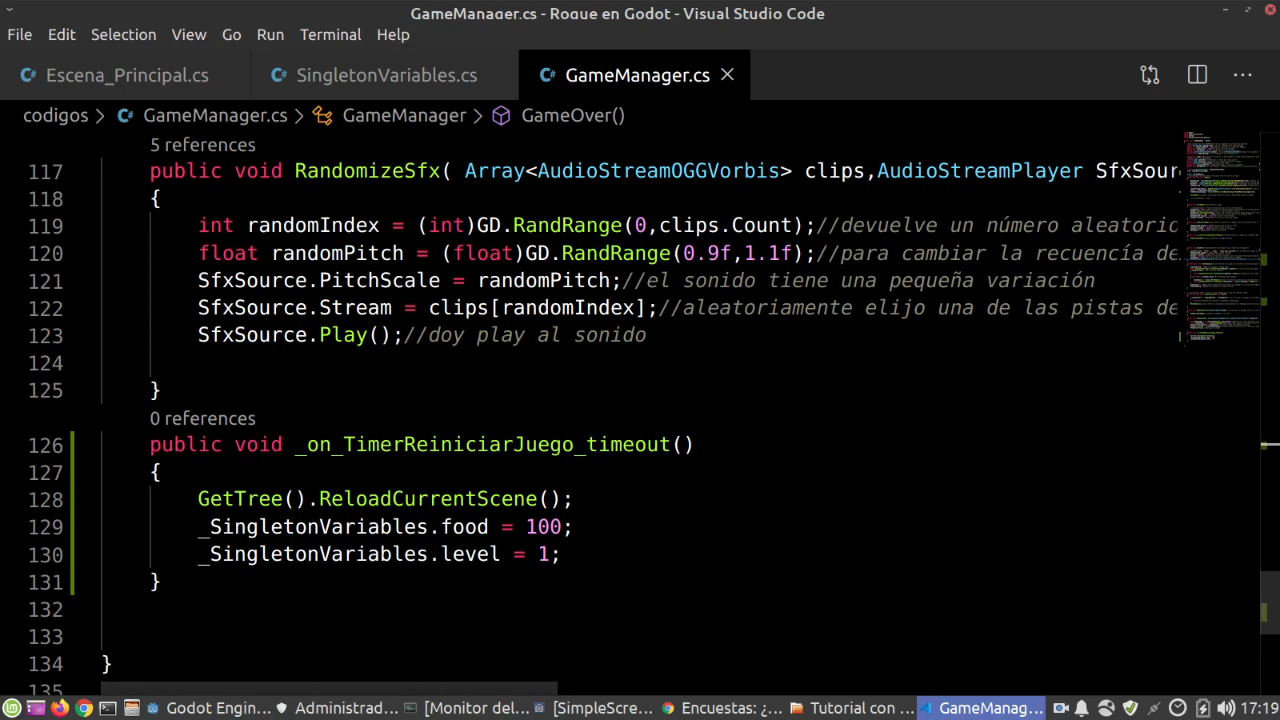 GameManager.cs - Rogue en Godot - Visual Studio Code
File Edit Selection View Go Run Terminal Help
Escena_Principal.cs SingletonVariables.cs GameManager.cs
codigos > GameManager.cs > GameManager > GameOver()
5 references
117 public void RandomizeSfx( Array<AudioStreamOGGVorbis> clips,AudioStreamPlayer SfxSour
118 {
119 int randomIndex = (int)GD.RandRange(0,clips.Count);//devuelve un número aleatorio
120 float randomPitch = (float)GD.RandRange(0.9f,1.1f);//para cambiar la recuencía de
121 SfxSource.PitchScale = randomPitch;//el sonido tiene una pequeña variación
122 SfxSource.Stream = clips[randomIndex];//aleatoriamente elijo una de las pistas de
123 SfxSource.Play();//doy play al sonido
124
125 }
0 references
126 public void _on_TimerReiniciarJuego_timeout()
127 {
128 GetTree().ReloadCurrentScene();
129 _SingletonVariables.food = 100;
130 _SingletonVariables.level = 1;
131 }
132
133
134 }
135
Godot Engin... Administrad... [Monitor del... [SimpleScre... Encuestas: ¿... Tutorial con ... GameManag... 17:19